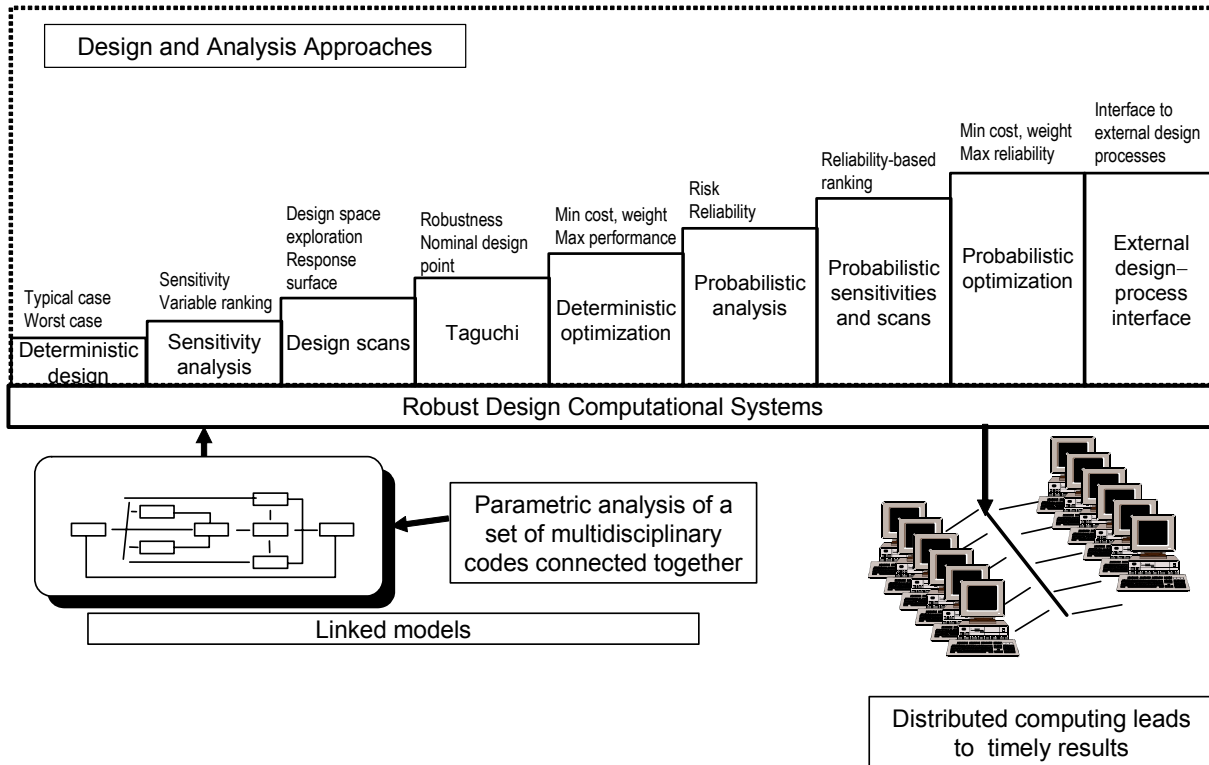 Design and Analysis Approaches
Typical case
Worst case
Deterministic
design
Sensitivity
Variable ranking
Sensitivity
analysis
Design space
exploration
Response
surface
Design scans
Robustness
Nominal design
point
Taguchi
Min cost, weight
Max performance
Deterministic
optimization
Risk
Reliability
Probabilistic
analysis
Reliability-based
ranking
Probabilistic
sensitivities
and scans
Min cost, weight
Max reliability
Probabilistic
optimization
Interface to
external design
processes
External
design–
process
interface
Robust Design Computational Systems
Parametric analysis of a
set of multidisciplinary
codes connected together
Linked models
Distributed computing leads
to timely results